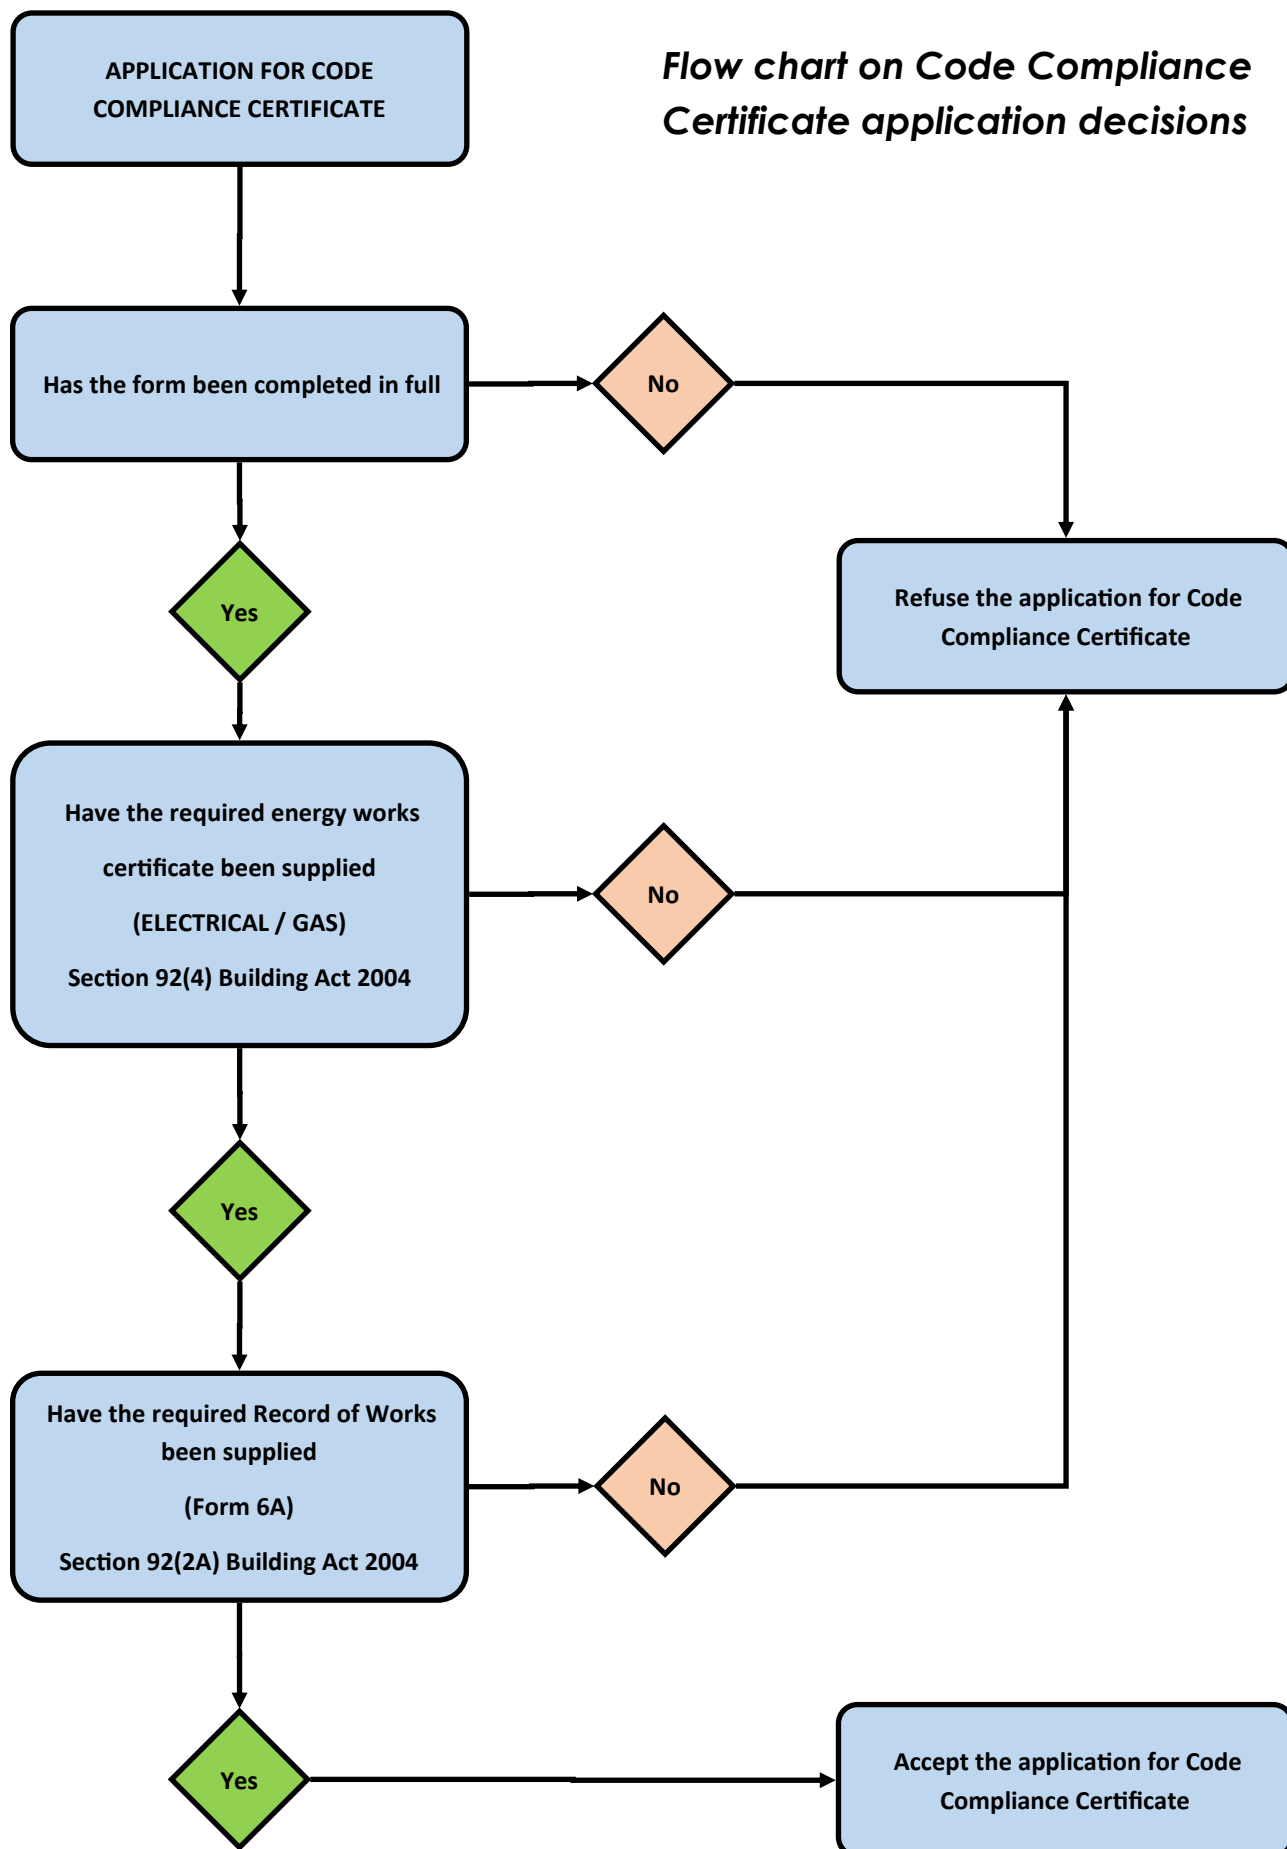 APPLICATION FOR CODE
COMPLIANCE CERTIFICATE
Flow chart on Code Compliance
Certificate application decisions
Has the form been completed in full
No
Yes
Refuse the application for Code
Compliance Certificate
Have the required energy works
certificate been supplied
(ELECTRICAL / GAS)
Section 92(4) Building Act 2004
No
Yes
Have the required Record of Works
been supplied
(Form 6A)
Section 92(2A) Building Act 2004
No
Yes
Accept the application for Code
Compliance Certificate